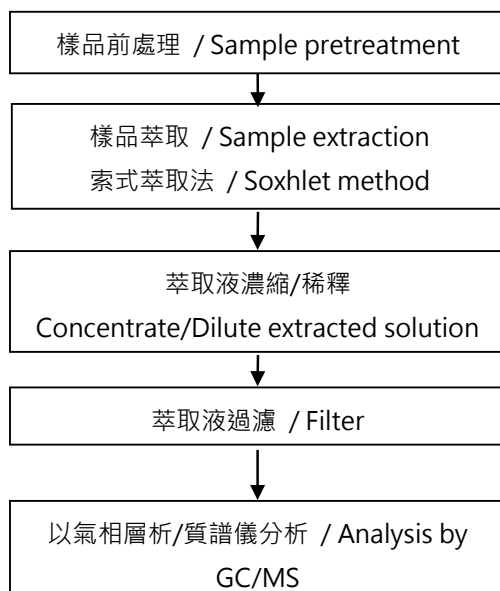 樣品前處理 / Sample pretreatment
樣品萃取 / Sample extraction
索式萃取法 / Soxhlet method
萃取液濃縮/稀釋
Concentrate/Dilute extracted solution
萃取液過濾 / Filter
以氣相層析/質譜儀分析 / Analysis by
GC/MS